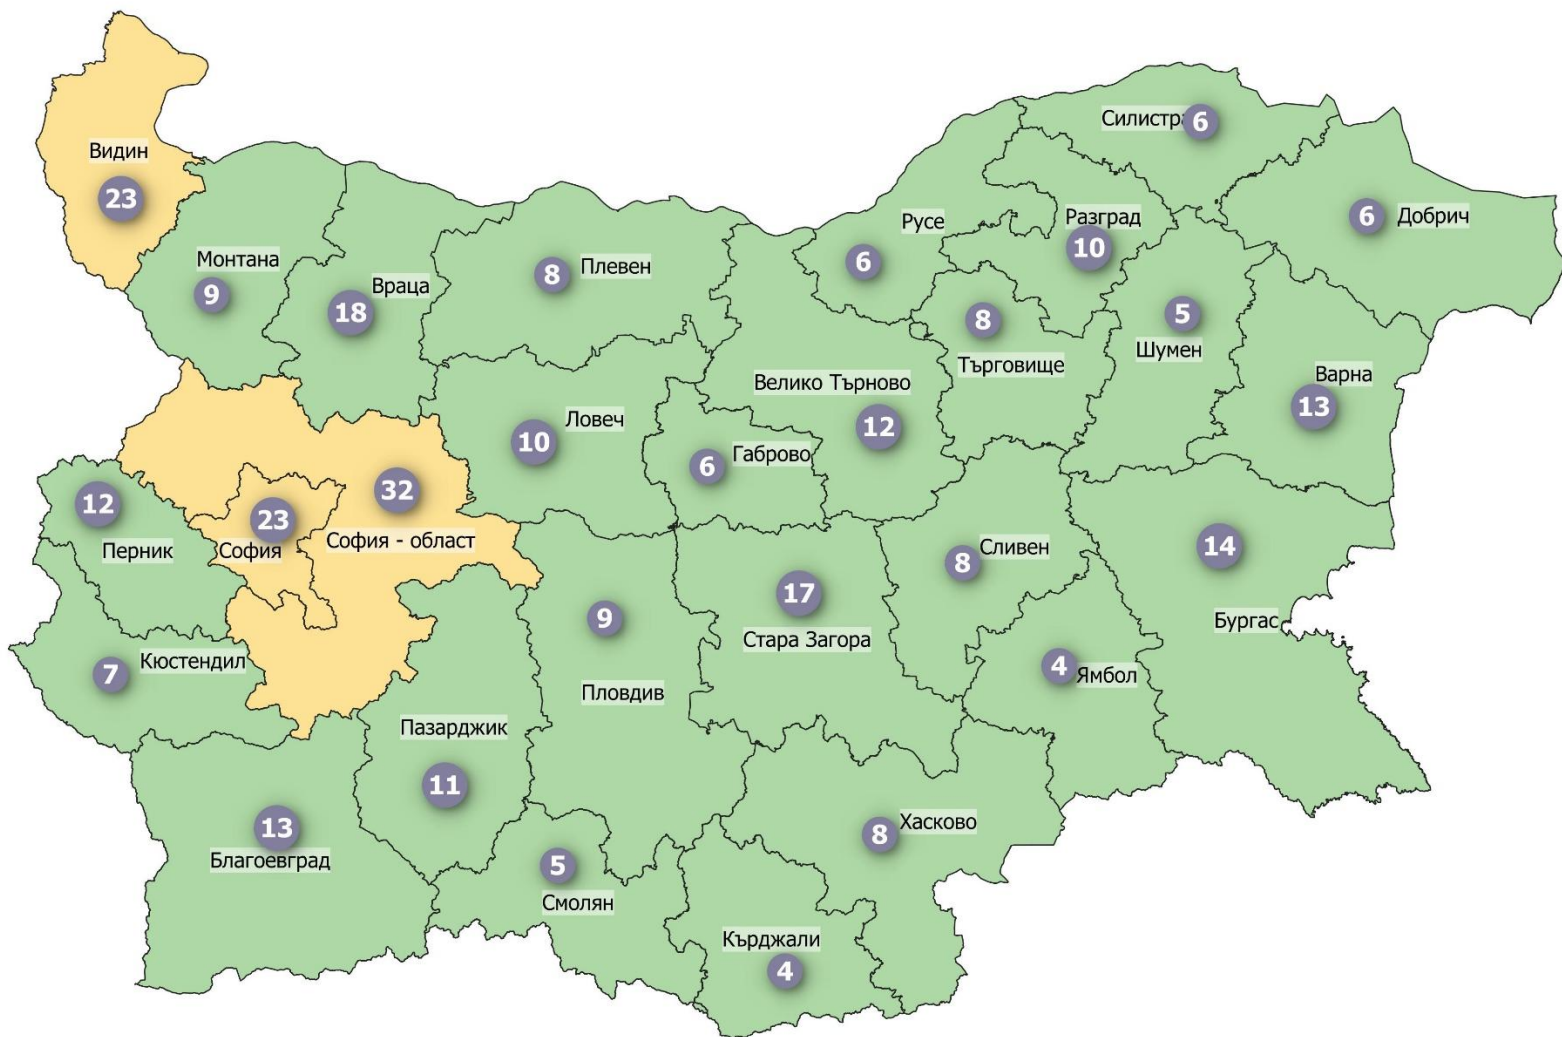 Видин
23
Монтана
9
Враца
18
8
Плевен
6
Русе
Силистра
6
Разград
10
6
Добрич
8
Търговище
5
Шумен
Варна
13
Велико Търново
12
Ловеч
10
Габрово
6
12
Перник
23
София
32
София - област
7
Кюстендил
9
Пловдив
17
Стара Загора
8
Сливен
14
Бургас
4
Ямбол
Пазарджик
11
13
Благоевград
5
Смолян
8
Хасково
Кърджали
4